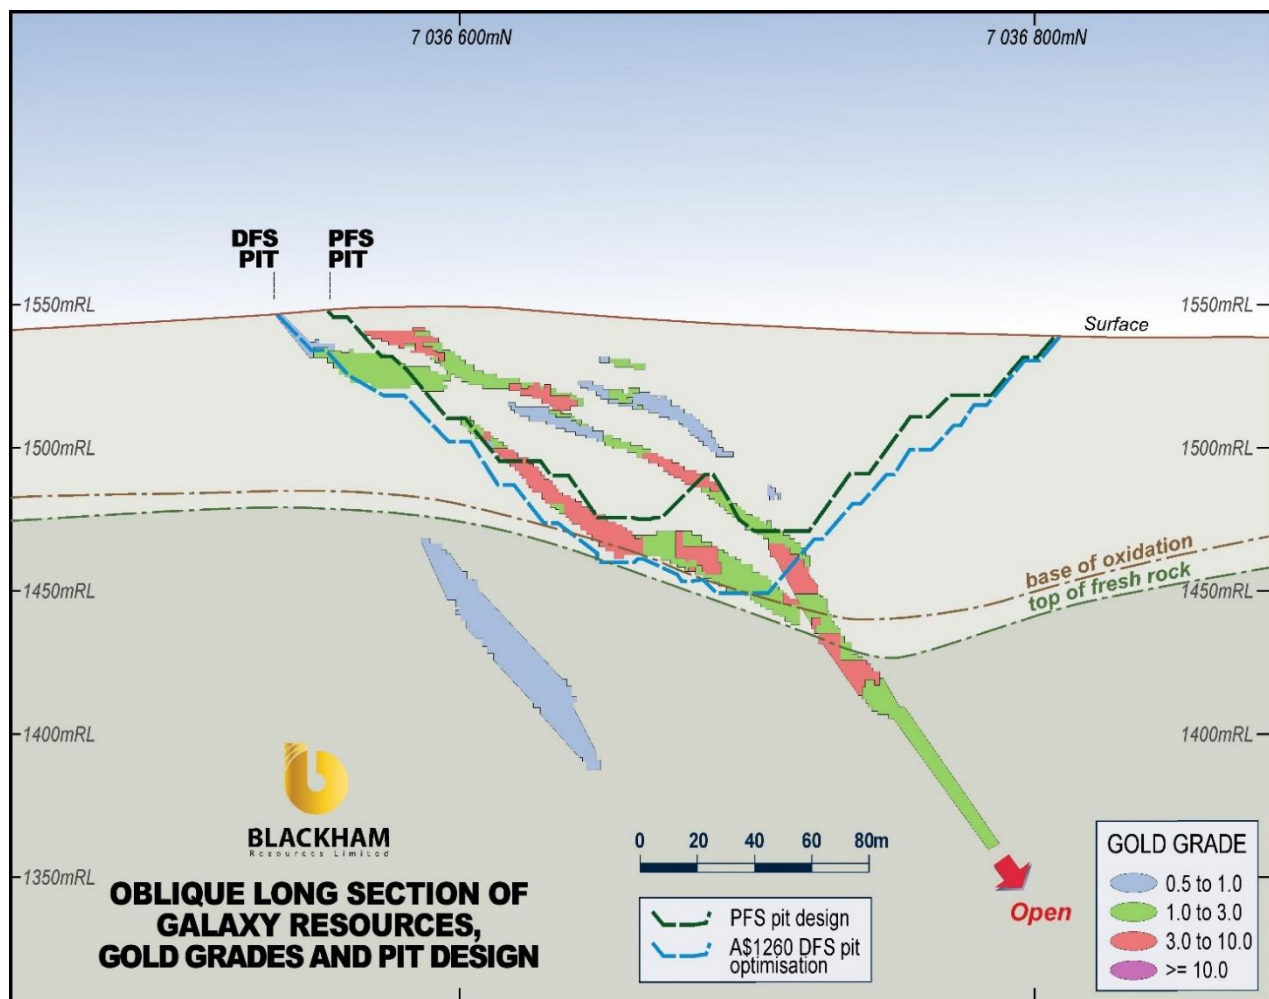 7 036 600mN
7 036 800mN
DFS
PIT
PFS
PIT
1550mRL
1550mRL
Surface
1500mRL
1500mRL
base of oxidation
top of fresh rock
1450mRL
1450mRL
1400mRL
1400mRL
BLACKHAM
Resources Limited
0 20 40 60 80m
GOLD GRADE
0.5 to 1.0
1.0 to 3.0
3.0 to 10.0
>= 10.0
1350mRL
Open
OBLIQUE LONG SECTION OF
GALAXY RESOURCES,
GOLD GRADES AND PIT DESIGN
PFS pit design
A$1260 DFS pit
optimisation